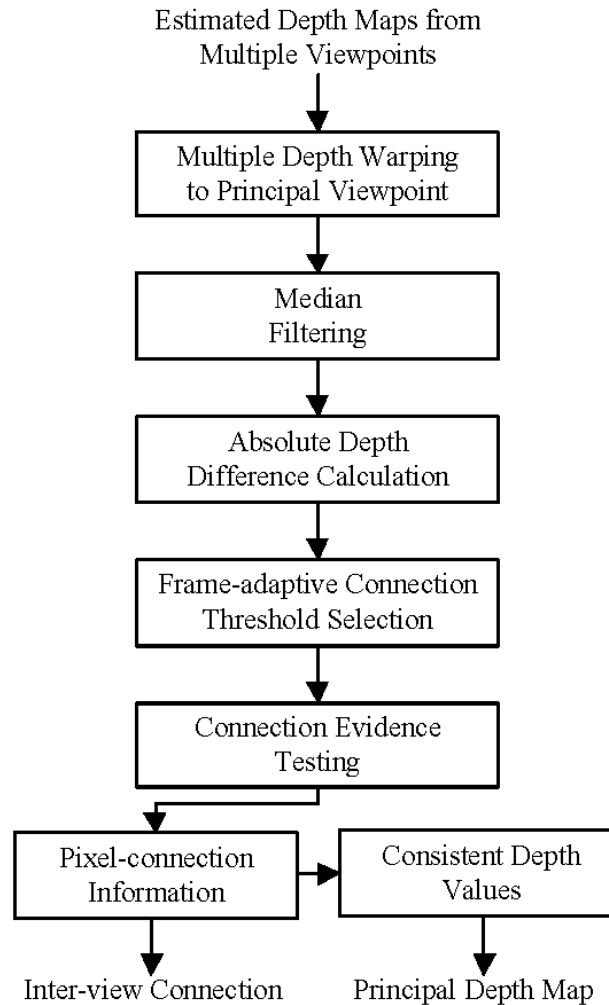 Estimated Depth Maps from
Multiple Viewpoints
Multiple Depth Warping
to Principal Viewpoint
Median
Filtering
Absolute Depth
Difference Calculation
Frame-adaptive Connection
Threshold Selection
Connection Evidence
Testing
Pixel-connection
Information
Consistent Depth
Values
Inter-view Connection
Principal Depth Map